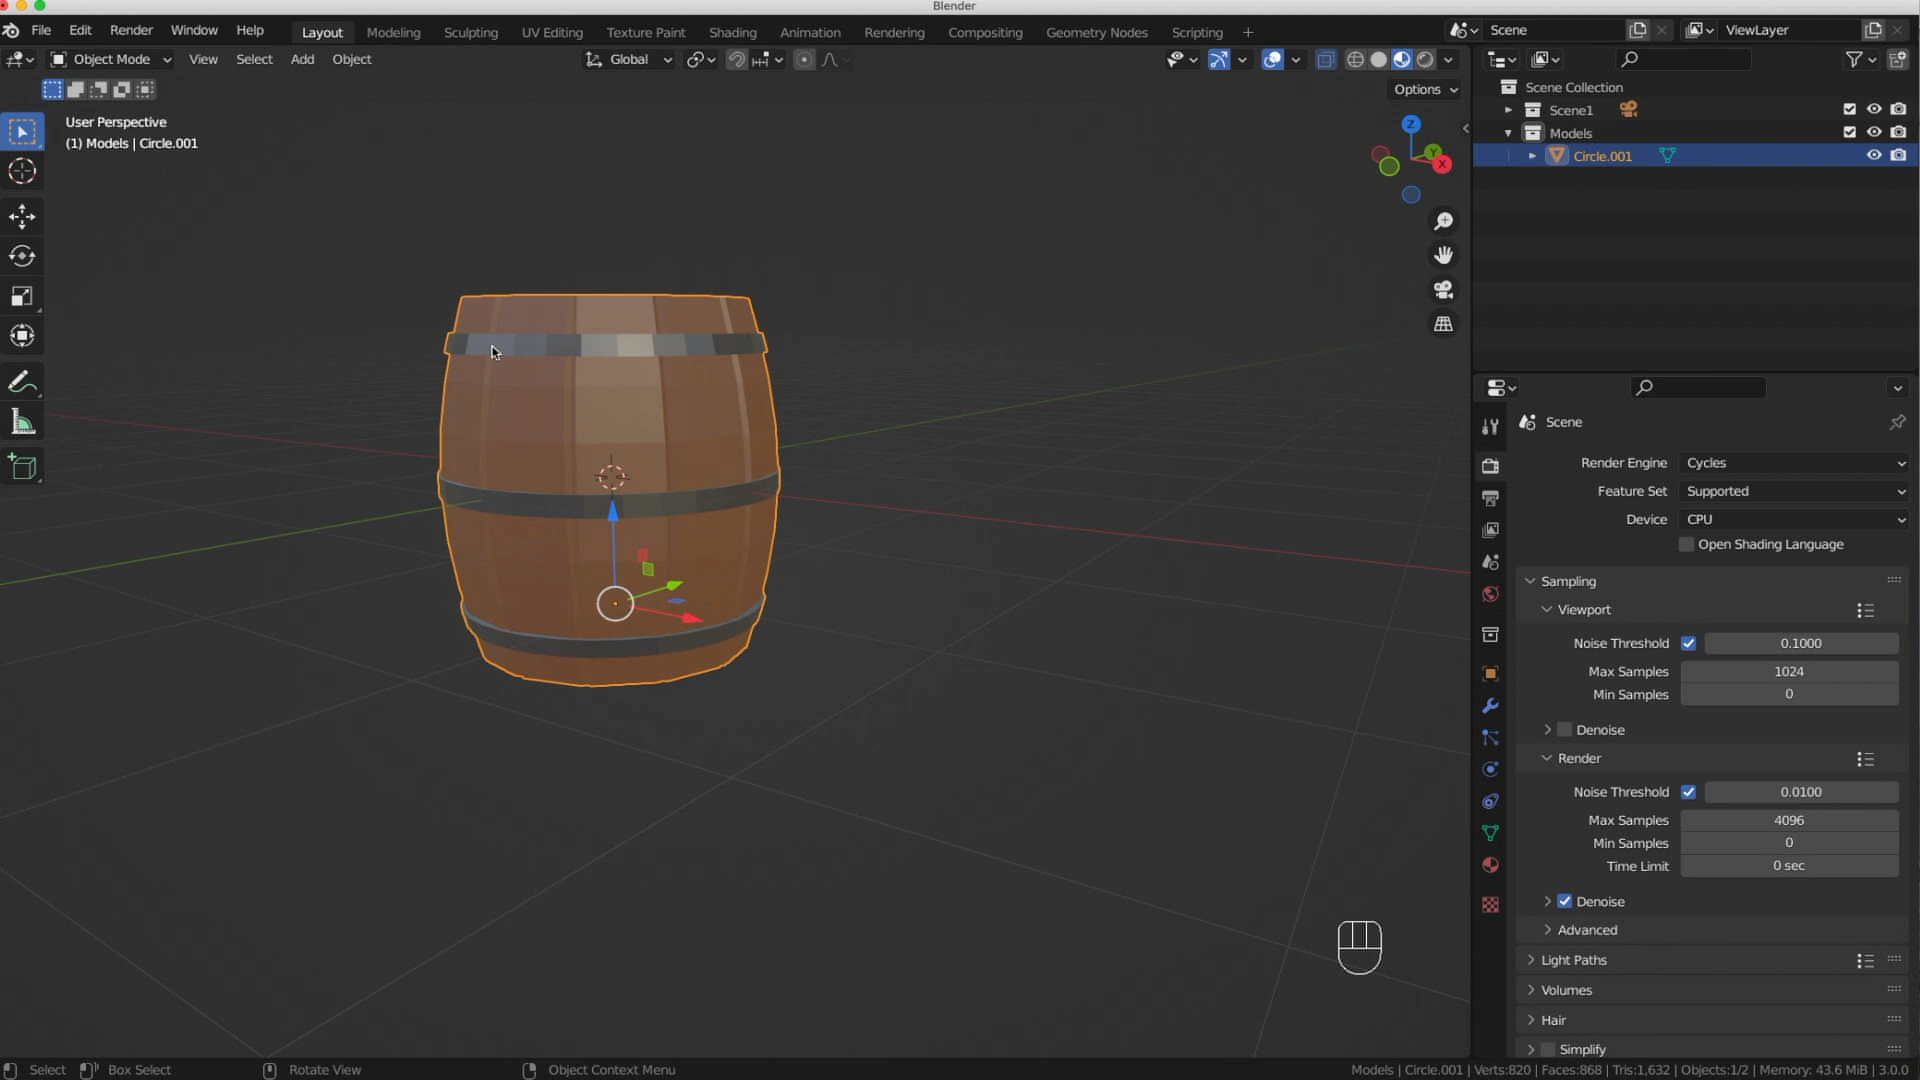 Blender
File Edit Render Window Help Layout Modeling Sculpting UV Editing Texture Paint Shading Animation Rendering Compositing Geometry Nodes Scripting + Scene ViewLayer
Object Mode View Select Add Object Global
Options
User Perspective
(1) Models | Circle.001
Z
Y
X
Scene Collection
Scene1
Models
Circle.001
Scene
Render Engine Cycles
Feature Set Supported
Device CPU
Open Shading Language
Sampling
Viewport
Noise Threshold 0.1000
Max Samples 1024
Min Samples 0
Denoise
Render
Noise Threshold 0.0100
Max Samples 4096
Min Samples 0
Time Limit 0 sec
Denoise
Advanced
Light Paths
Volumes
Hair
Simplify
Select Box Select Rotate View Object Context Menu Models | Circle.001 | Verts:820 | Faces:868 | Tris:1,632 | Objects:1/2 | Memory: 43.6 MiB | 3.0.0